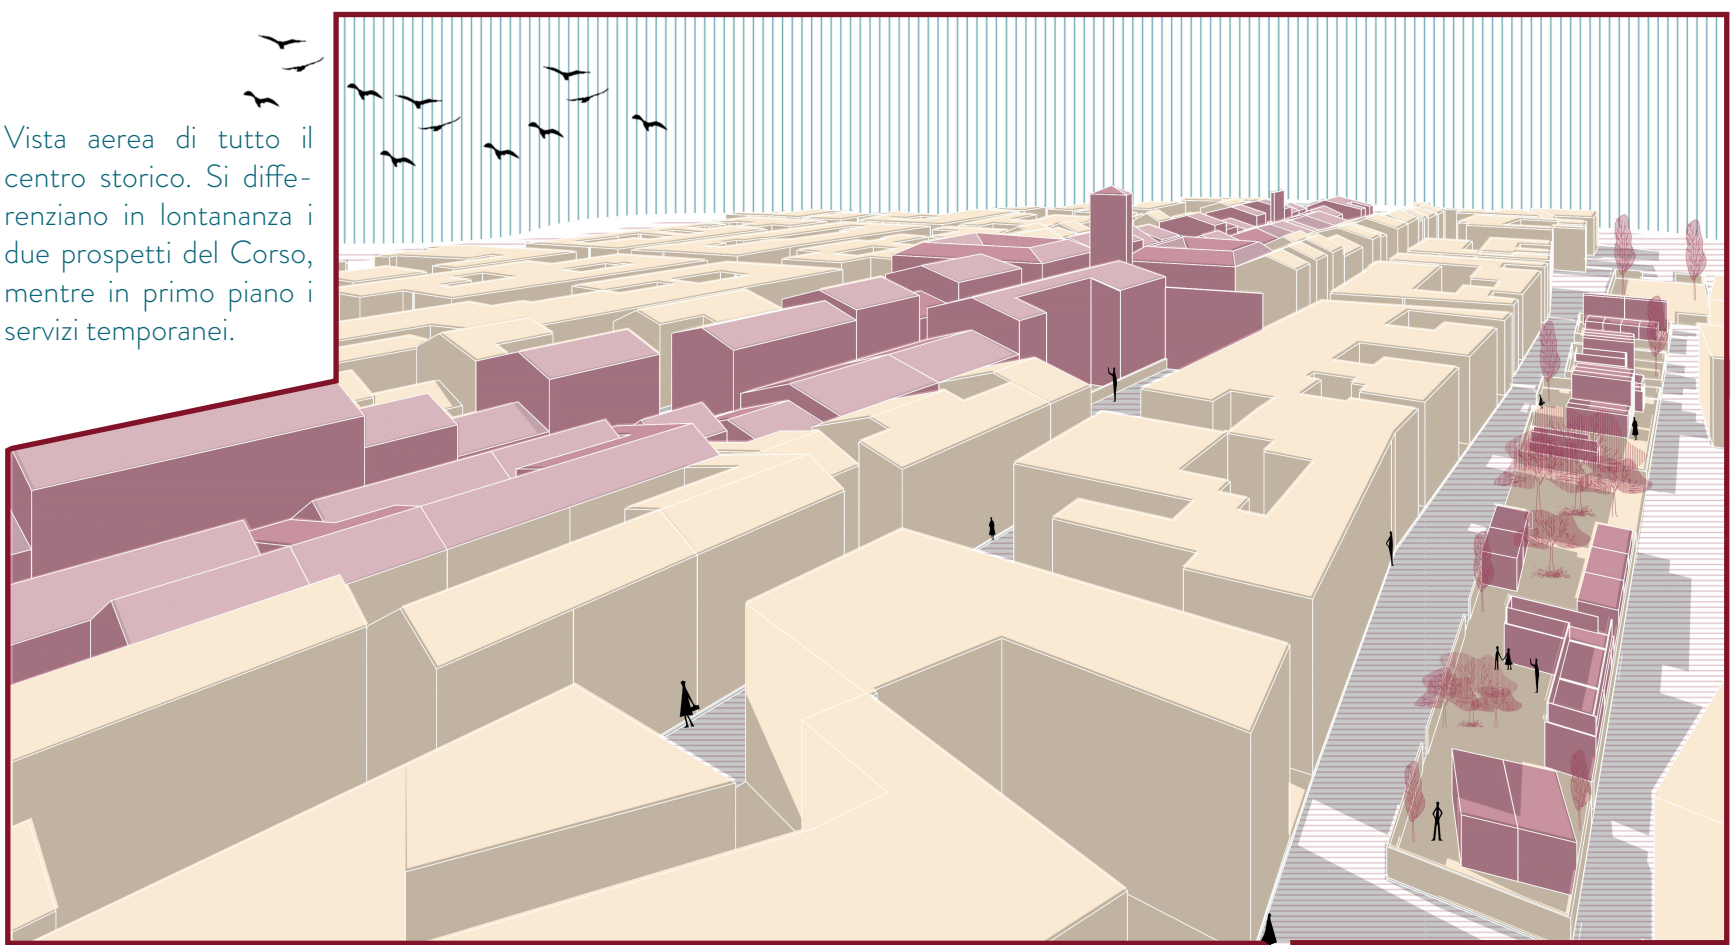 Vista aerea di tutto il
centro storico. Si diffe-
renziano in lontananza i
due prospetti del Corso,
mentre in primo piano i
servizi temporanei.